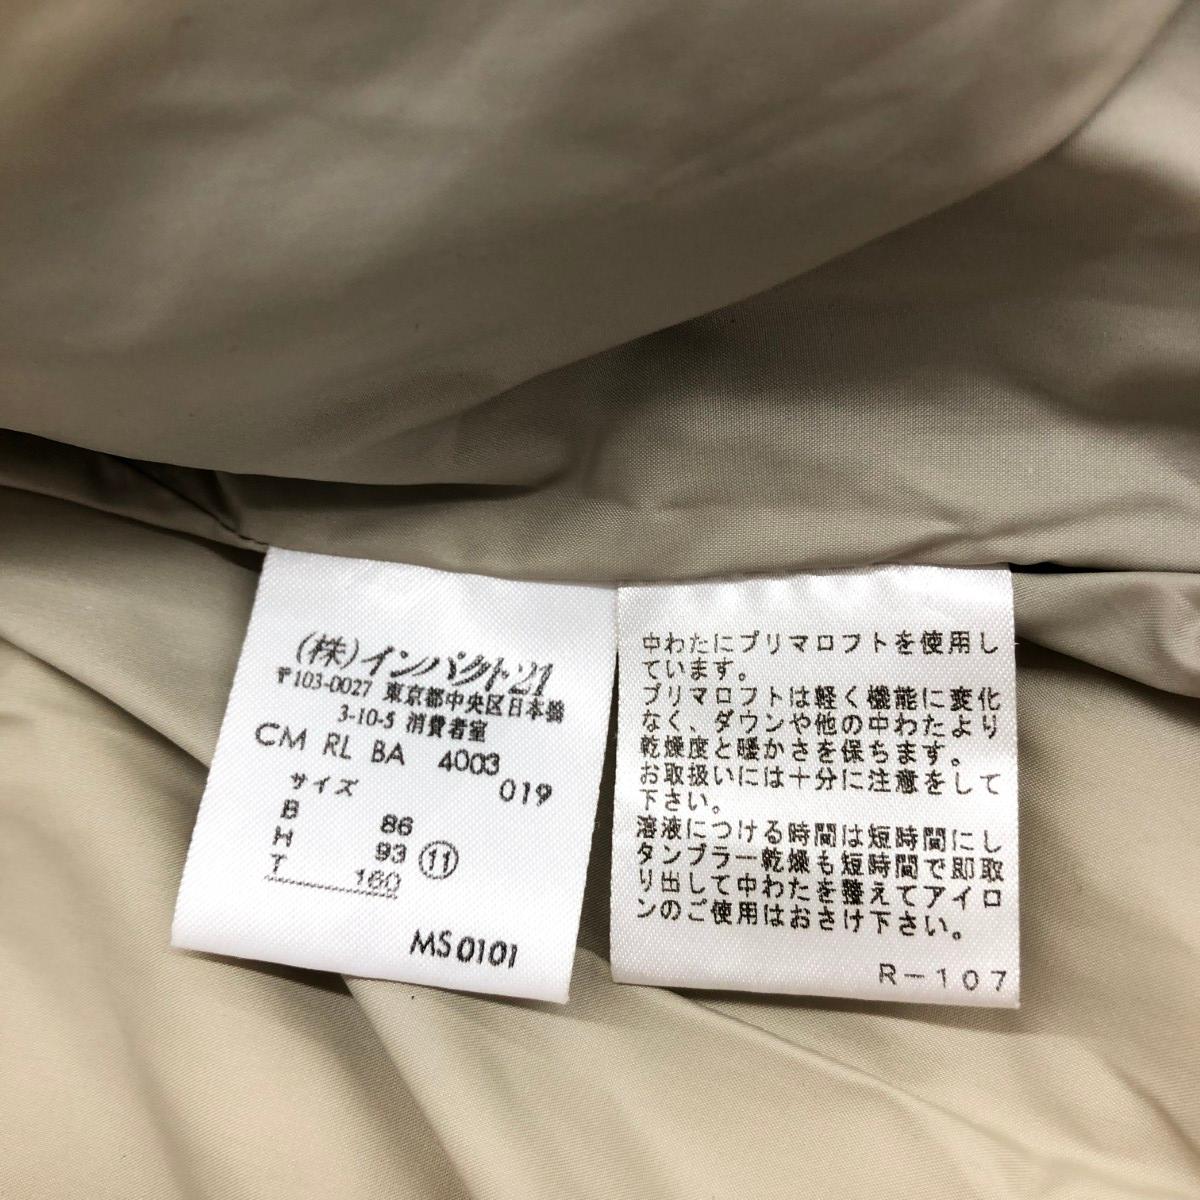 (株)インパクト21
〒103-0027 東京都中央区日本橋
3-10-5 消費者室
CM RL BA 4003
019
サイズ
B 86
H 93 ⑪
T 160
MS0101
中わたにプリマロフトを使用し
ています。
プリマロフトは軽く機能に変化
なく、ダウンや他の中わたより
乾燥度と暖かさを保ちます。
お取扱いには十分に注意をして
下さい。
溶液につける時間は短時間にし
タンブラー乾燥も短時間で即取
り出して中わたを整えてアイロ
ンのご使用はおさけ下さい。
R-107